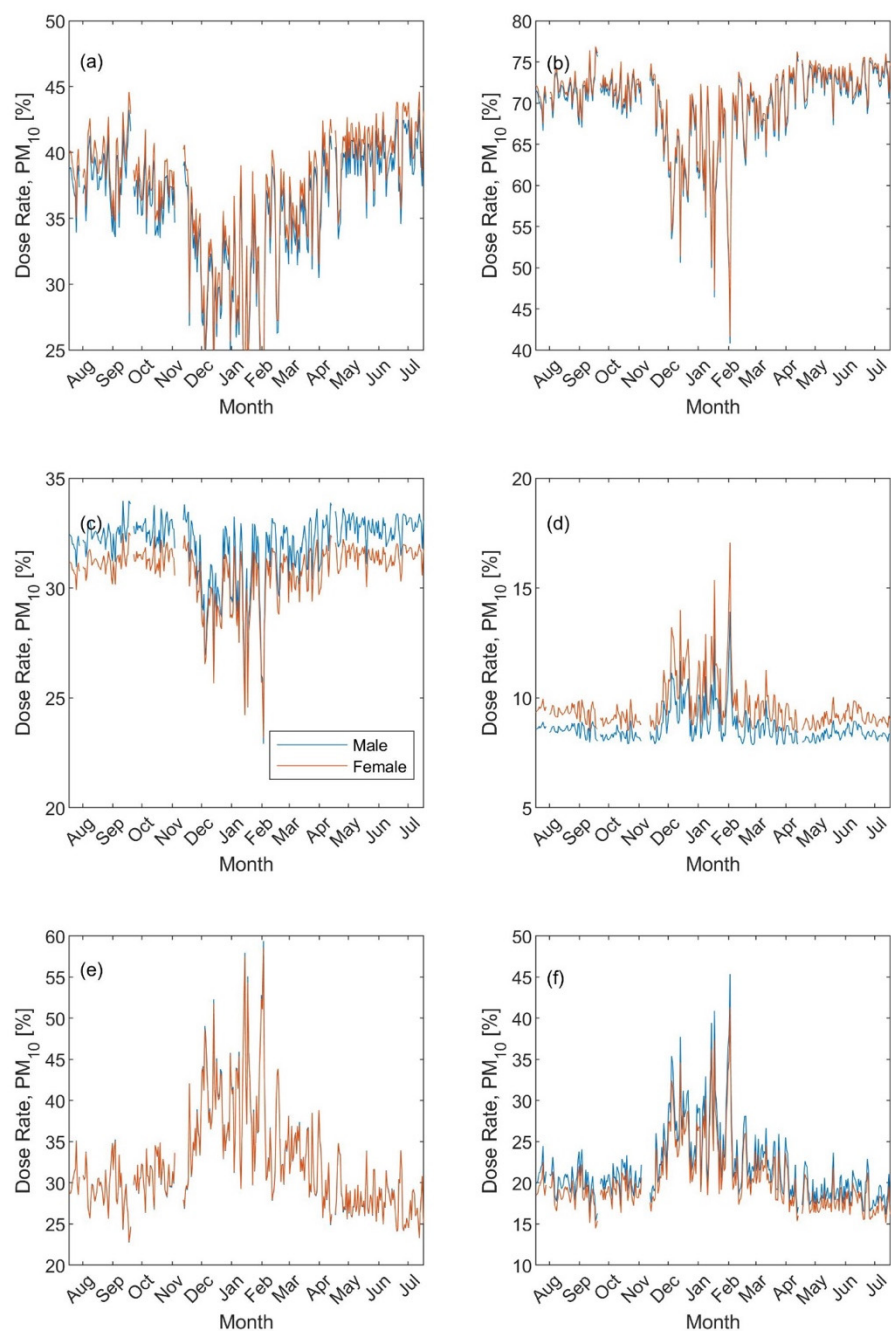 (a)
Dose Rate, PM10 [%]
50
45
40
35
30
25
Aug Sep Oct Nov Dec Jan Feb Mar Apr May Jun Jul
Month
(b)
Dose Rate, PM10 [%]
80
75
70
65
60
55
50
45
40
Aug Sep Oct Nov Dec Jan Feb Mar Apr May Jun Jul
Month
(c)
Dose Rate, PM10 [%]
35
30
25
20
Male
Female
Aug Sep Oct Nov Dec Jan Feb Mar Apr May Jun Jul
Month
(d)
Dose Rate, PM10 [%]
20
15
10
5
Aug Sep Oct Nov Dec Jan Feb Mar Apr May Jun Jul
Month
(e)
Dose Rate, PM10 [%]
60
55
50
45
40
35
30
25
20
Aug Sep Oct Nov Dec Jan Feb Mar Apr May Jun Jul
Month
(f)
Dose Rate, PM10 [%]
50
45
40
35
30
25
20
15
10
Aug Sep Oct Nov Dec Jan Feb Mar Apr May Jun Jul
Month